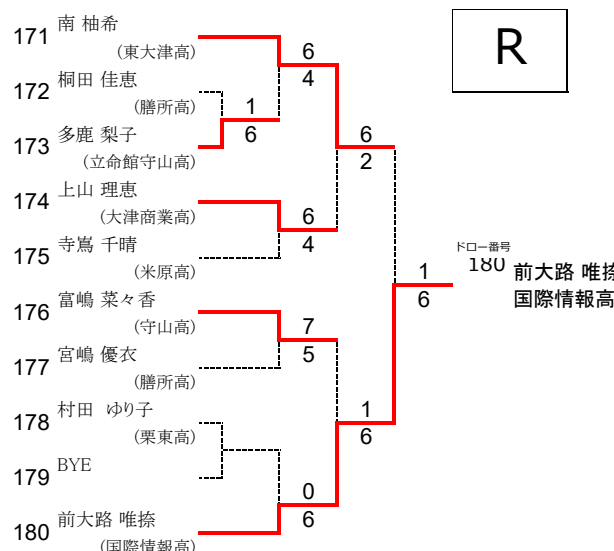 R
171 南 柚希
(東大津高)
6
4
172 桐田 佳恵
(膳所高)
1
6
173 多鹿 梨子
(立命館守山高)
6
2
174 上山 理恵
(大津商業高)
6
4
175 寺嶌 千晴
(米原高)
ドロー番号
180 前大路 唯捺
国際情報高
1
6
176 富嶋 菜々香
(守山高)
7
5
177 宮嶋 優衣
(膳所高)
178 村田 ゆり子
(栗東高)
1
6
179 BYE
0
6
180 前大路 唯捺
(国際情報高)